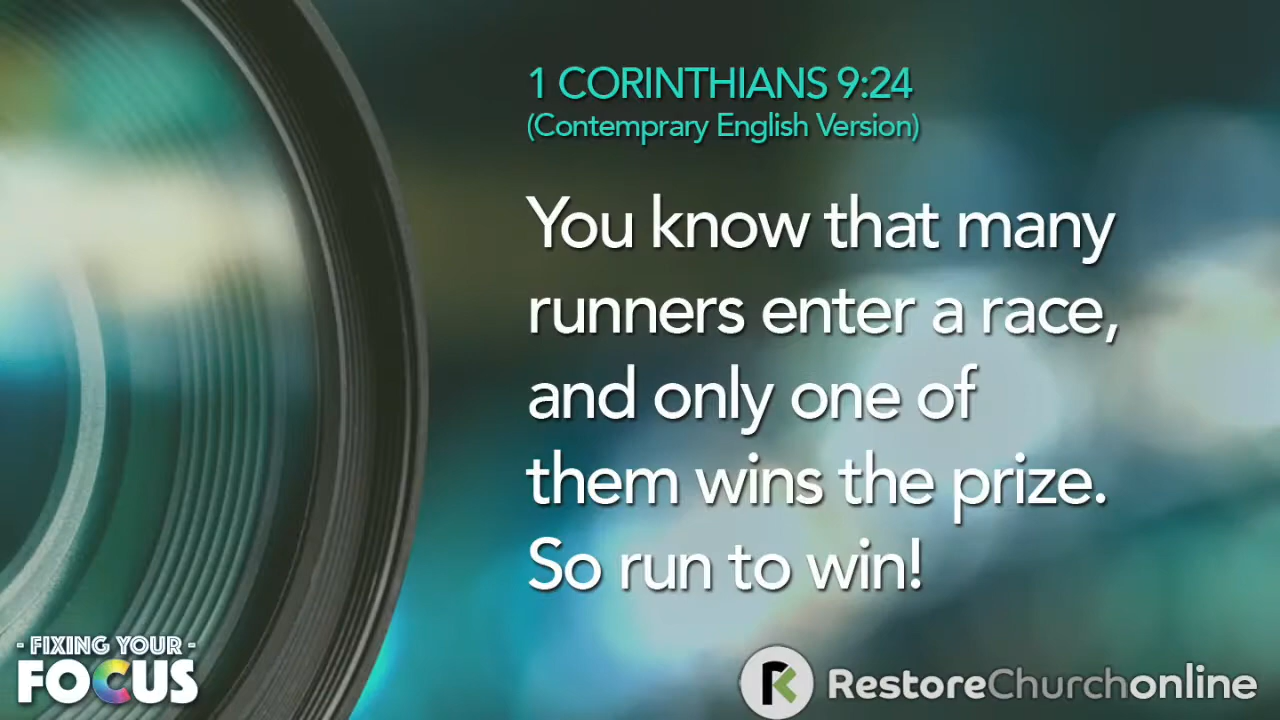 1 CORINTHIANS 9:24
(Contemprary English Version)
You know that many
runners enter a race,
and only one of
them wins the prize.
So run to win!
- FIXING YOUR -
FOCUS
RestoreChurchonline